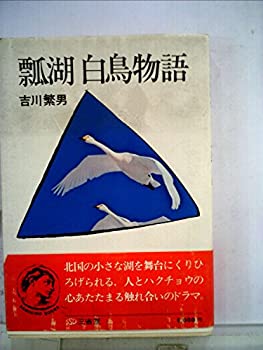 瓢湖 白鳥物語
吉川繁男
北国の小さな湖を舞台にくりひ
ろげられる、人とハクチョウの
心あたたまる触れ合いのドラマ。